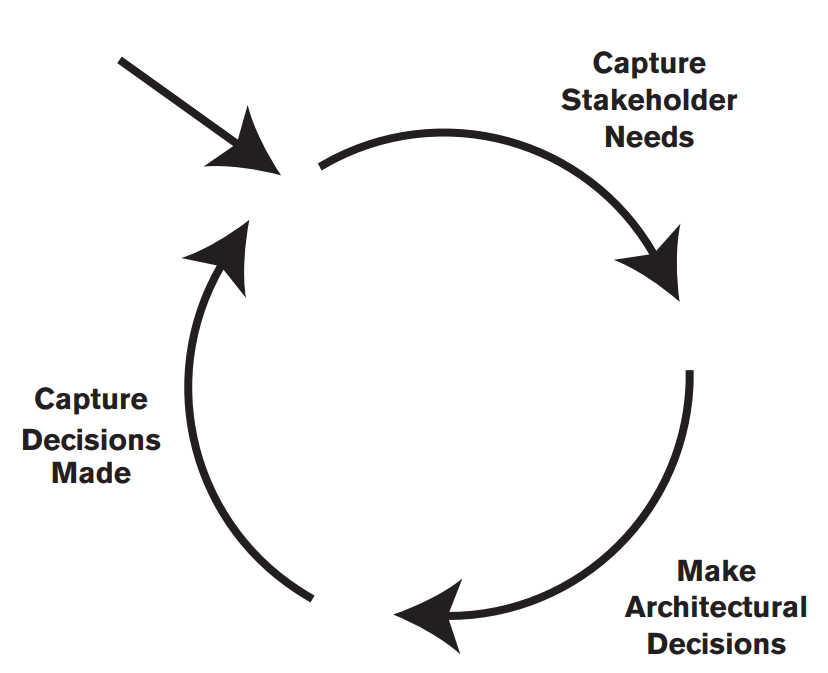 Capture
Stakeholder
Needs
Make
Architectural
Decisions
Capture
Decisions
Made